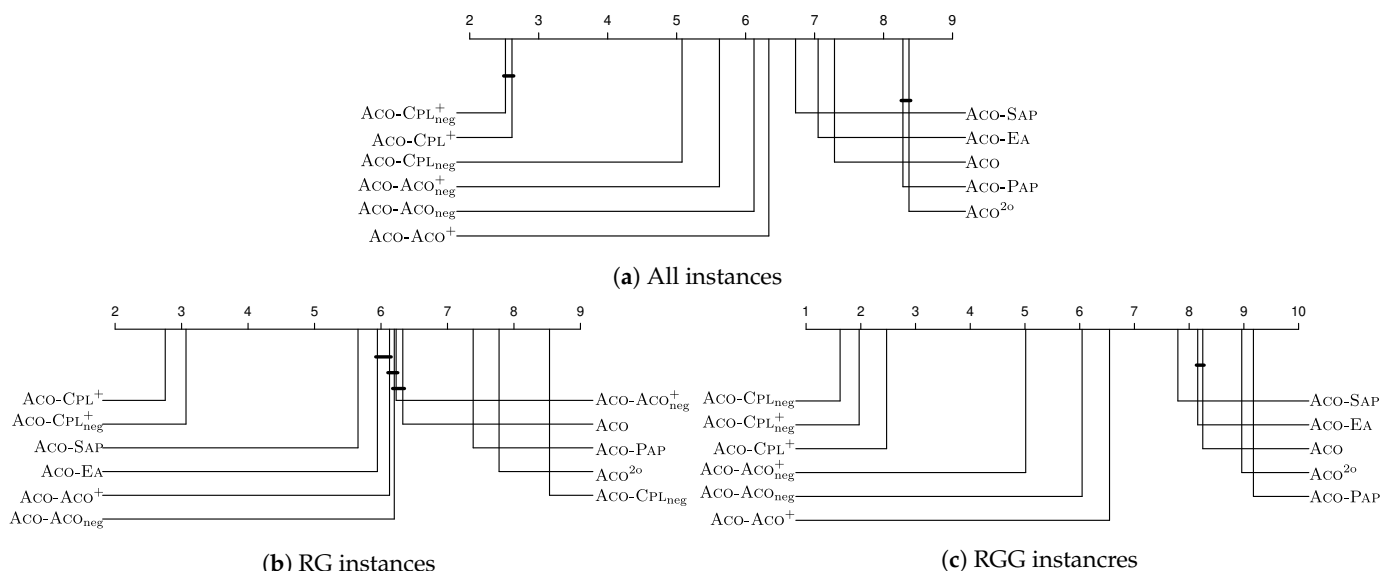 2 3 4 5 6 7 8 9
Aco-Cpl⁺neg
Aco-Cpl⁺
Aco-Cplneg
Aco-Aco⁺neg
Aco-Aconeg
Aco-Aco⁺
Aco-Sap
Aco-Ea
Aco
Aco-Pap
Aco²ᵒ
(a) All instances
2 3 4 5 6 7 8 9
Aco-Cpl⁺
Aco-Cpl⁺neg
Aco-Sap
Aco-Ea
Aco-Aco⁺
Aco-Aconeg
Aco-Aco⁺neg
Aco
Aco-Pap
Aco²ᵒ
Aco-Cplneg
(b) RG instances
1 2 3 4 5 6 7 8 9 10
Aco-Cplneg
Aco-Cpl⁺neg
Aco-Cpl⁺
Aco-Aco⁺neg
Aco-Aconeg
Aco-Aco⁺
Aco-Sap
Aco-Ea
Aco
Aco²ᵒ
Aco-Pap
(c) RGG instancres